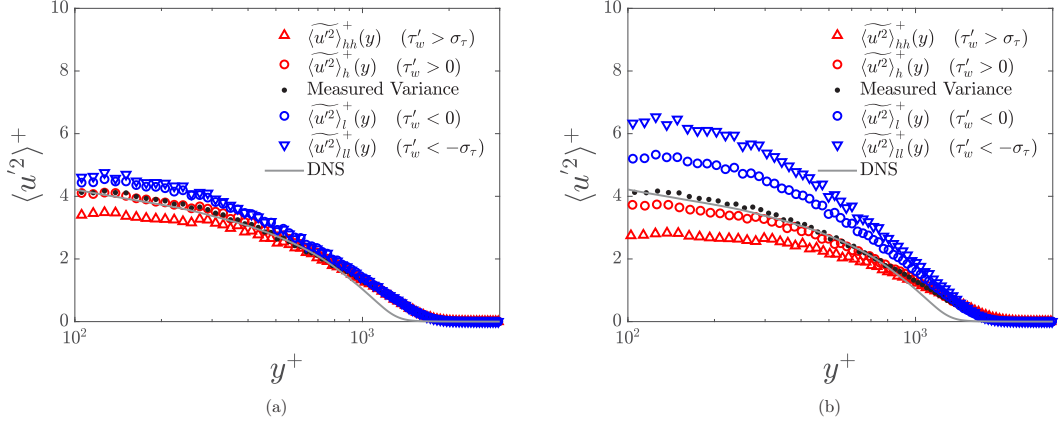 10
8
6
4
2
0
⟨u'²⟩⁺
10²
10³
y⁺
⟨u'²⟩~⁺_hh(y) (τ'_w > σ_τ)
⟨u'²⟩~⁺_h(y) (τ'_w > 0)
Measured Variance
⟨u'²⟩~⁺_l(y) (τ'_w < 0)
⟨u'²⟩~⁺_ll(y) (τ'_w < −σ_τ)
DNS
(a)
10
8
6
4
2
0
⟨u'²⟩⁺
10²
10³
y⁺
⟨u'²⟩~⁺_hh(y) (τ'_w > σ_τ)
⟨u'²⟩~⁺_h(y) (τ'_w > 0)
Measured Variance
⟨u'²⟩~⁺_l(y) (τ'_w < 0)
⟨u'²⟩~⁺_ll(y) (τ'_w < −σ_τ)
DNS
(b)